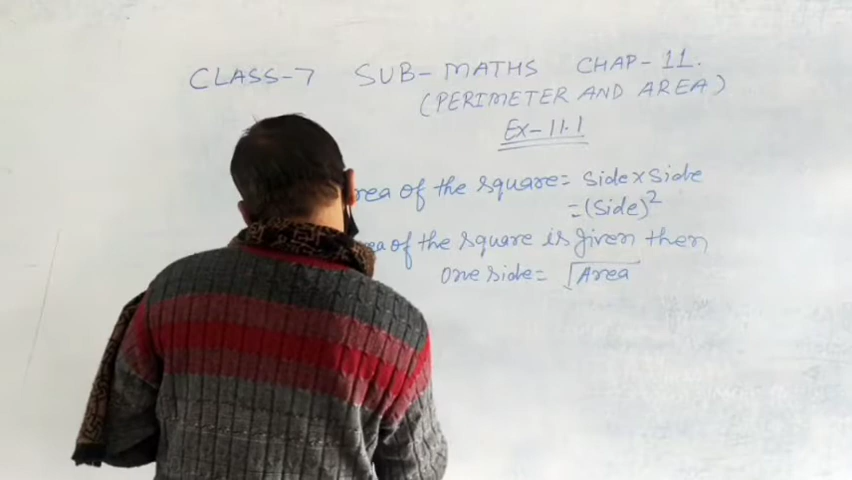 CLASS-7 SUB-MATHS CHAP-11.
(PERIMETER AND AREA)
Ex-11.1
rea of the square= side×side
=(side)²
ea of the square is given then
one side= √Area